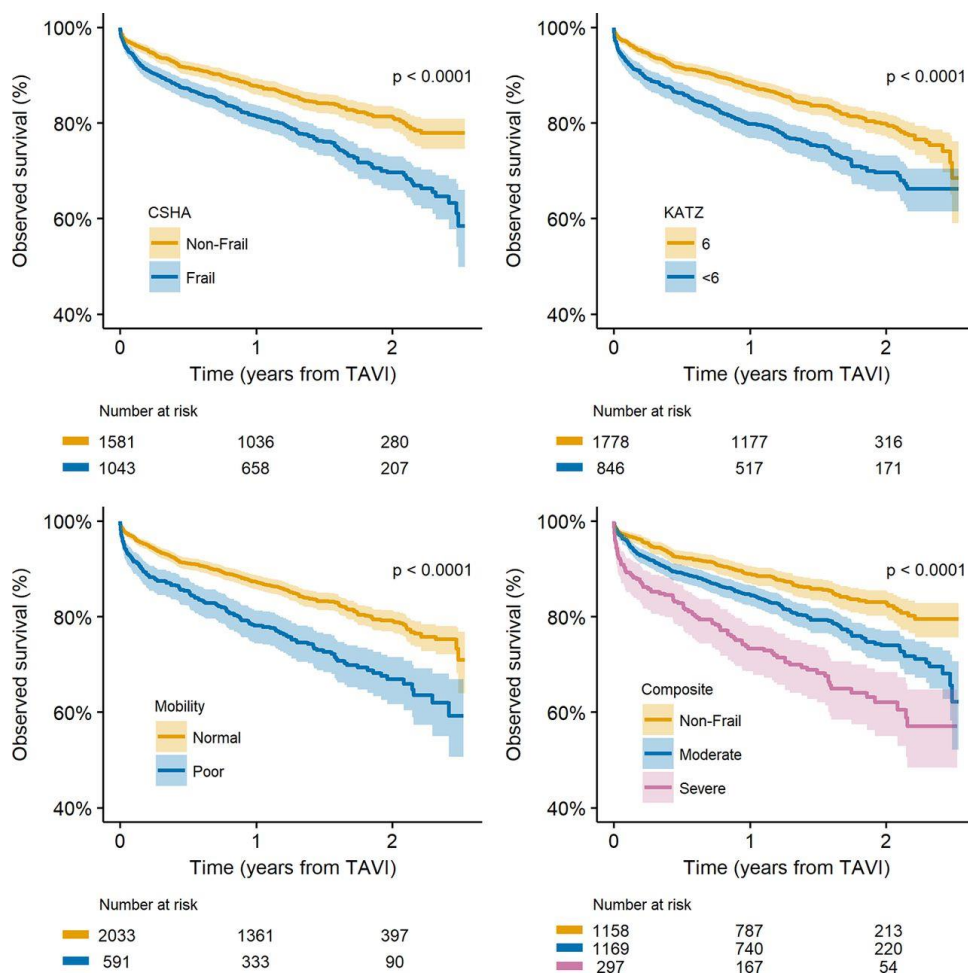 100%
80%
60%
40%
Observed survival (%)
p < 0.0001
CSHA
Non-Frail
Frail
0 1 2
Time (years from TAVI)
Number at risk
1581 1036 280
1043 658 207
100%
80%
60%
40%
Observed survival (%)
p < 0.0001
KATZ
6
<6
0 1 2
Time (years from TAVI)
Number at risk
1778 1177 316
846 517 171
100%
80%
60%
40%
Observed survival (%)
p < 0.0001
Mobility
Normal
Poor
0 1 2
Time (years from TAVI)
Number at risk
2033 1361 397
591 333 90
100%
80%
60%
40%
Observed survival (%)
p < 0.0001
Composite
Non-Frail
Moderate
Severe
0 1 2
Time (years from TAVI)
Number at risk
1158 787 213
1169 740 220
297 167 54